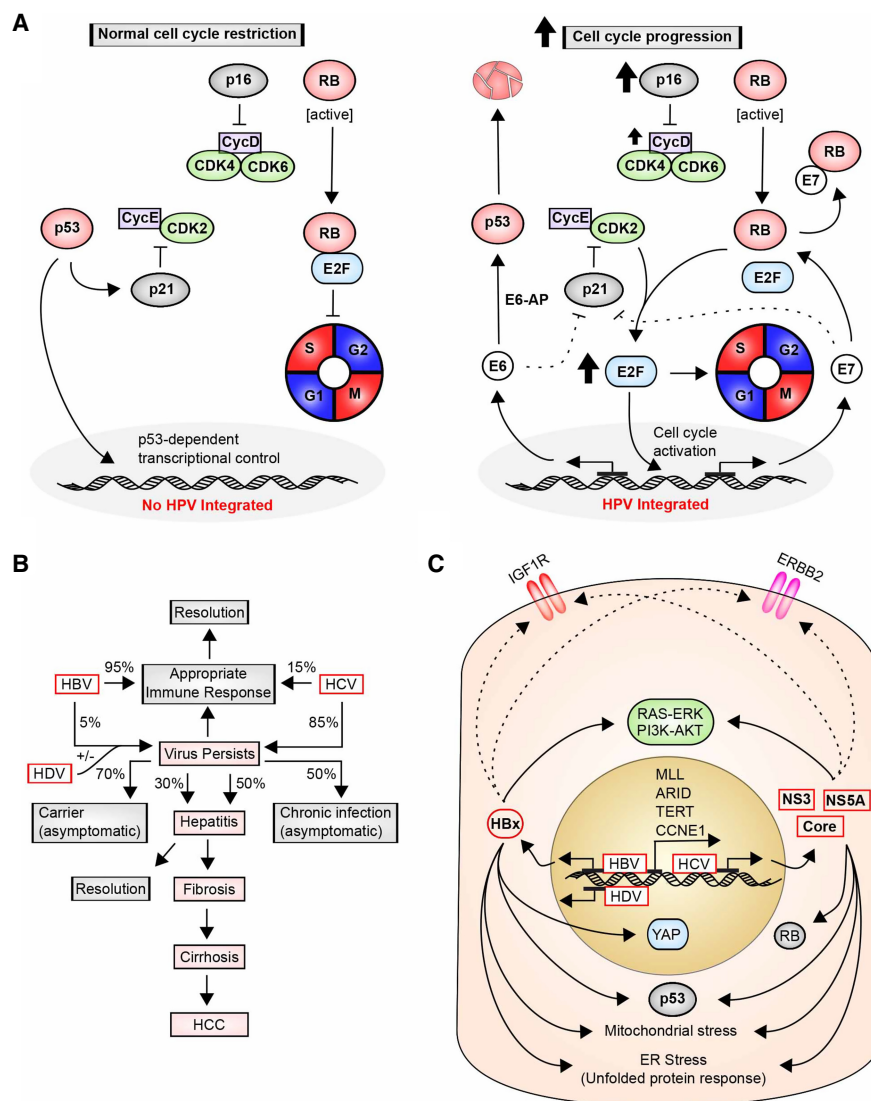 A
Normal cell cycle restriction
p16
RB
[active]
CycD
CDK4
CDK6
p53
CycE
CDK2
RB
E2F
p21
S
G2
G1
M
p53-dependent
transcriptional control
No HPV Integrated
Cell cycle progression
p16
RB
[active]
CycD
CDK4
CDK6
RB
E7
p53
CycE
CDK2
RB
E2F
p21
E6-AP
E6
E2F
S
G2
G1
M
E7
Cell cycle
activation
HPV Integrated
B
Resolution
HBV
95%
Appropriate
Immune Response
15%
HCV
5%
85%
+/-
Virus Persists
HDV
70%
30%
50%
50%
Carrier
(asymptomatic)
Hepatitis
Chronic infection
(asymptomatic)
Resolution
Fibrosis
Cirrhosis
HCC
C
IGF1R
ERBB2
RAS-ERK
PI3K-AKT
MLL
ARID
TERT
CCNE1
HBx
NS3
NS5A
Core
HBV
HCV
HDV
YAP
RB
p53
Mitochondrial stress
ER Stress
(Unfolded protein response)